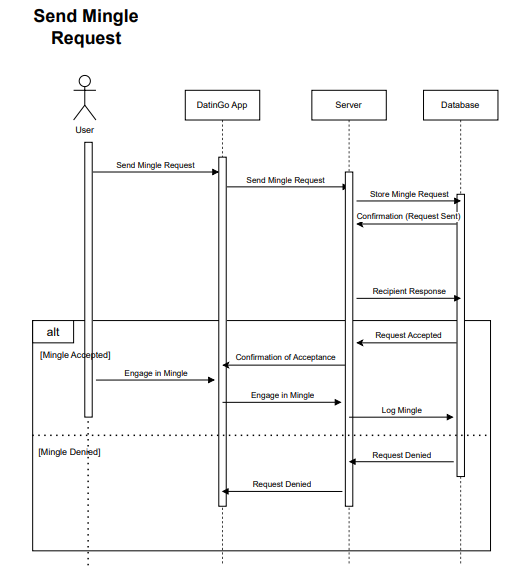 Send Mingle
Request
User
DatinGo App
Server
Database
Send Mingle Request
Send Mingle Request
Store Mingle Request
Confirmation (Request Sent)
Recipient Response
alt
Request Accepted
[Mingle Accepted]
Confirmation of Acceptance
Engage in Mingle
Engage in Mingle
Log Mingle
[Mingle Denied]
Request Denied
Request Denied